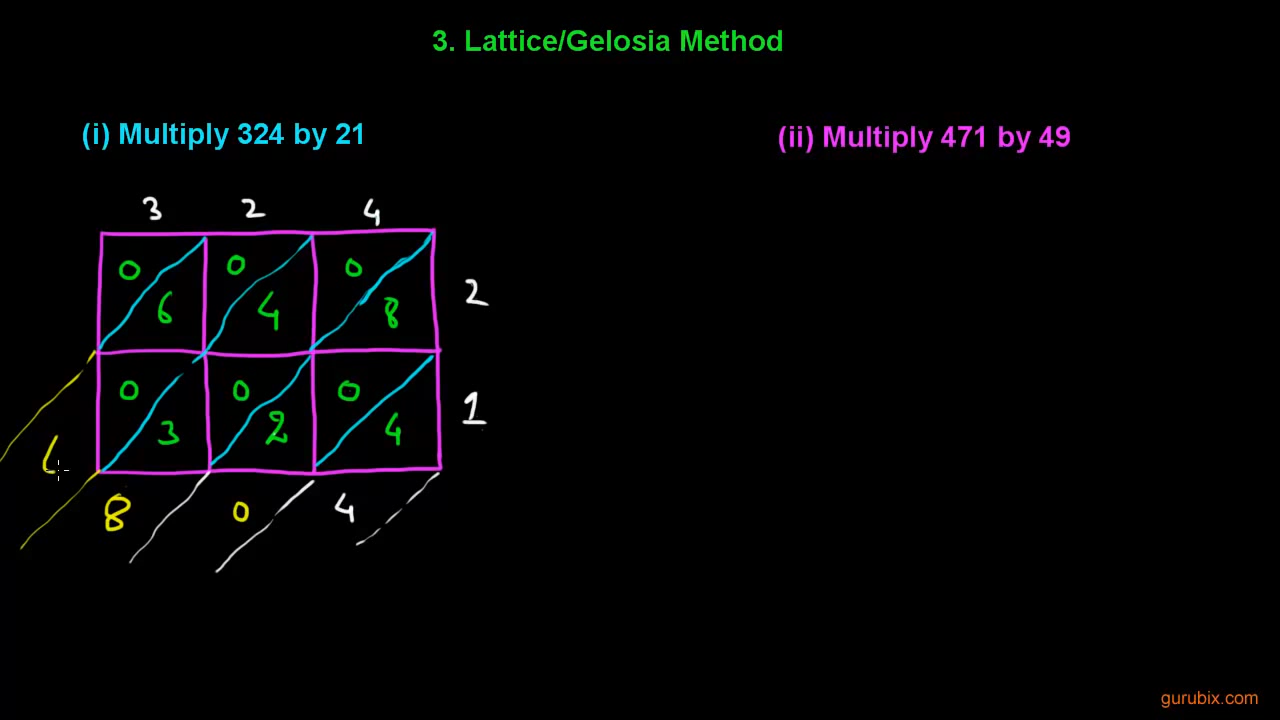 3. Lattice/Gelosia Method
(i) Multiply 324 by 21
(ii) Multiply 471 by 49
3 2 4
0 0 0
6 4 8
2
0 0 0
3 2 4
1
8 0 4
gurubix.com